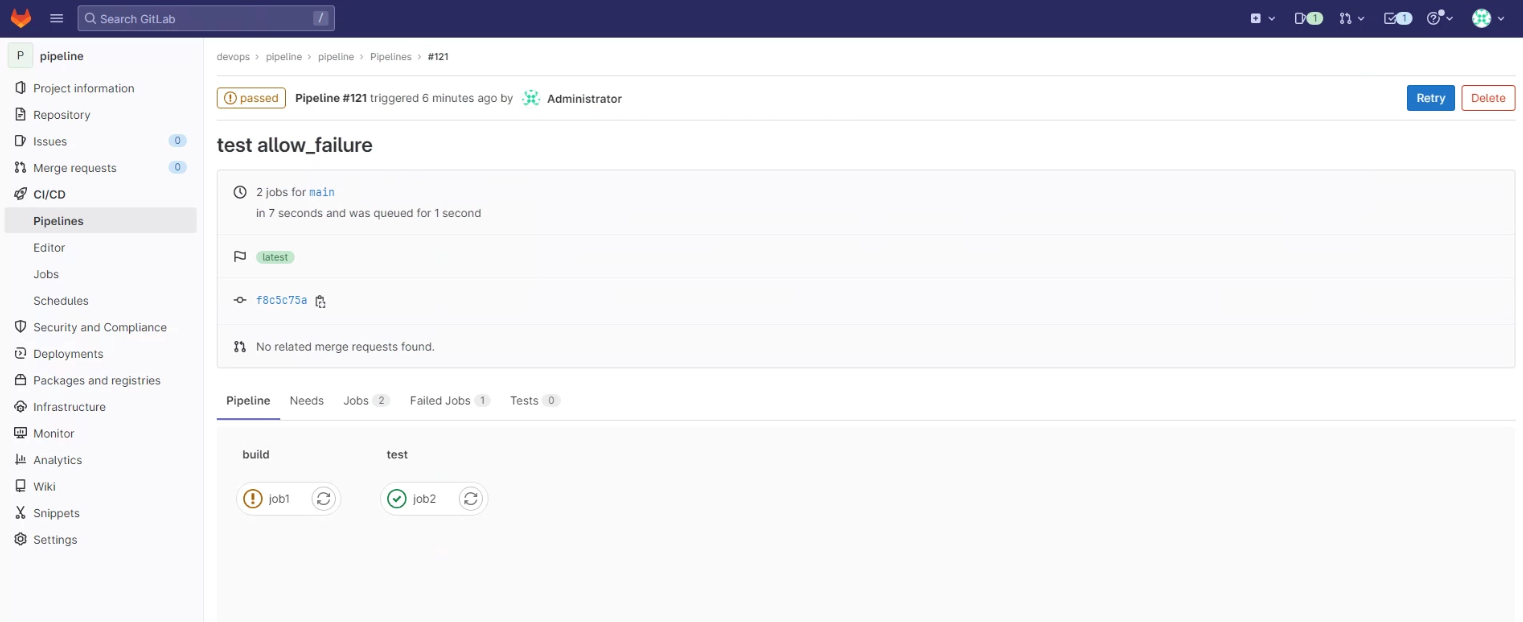 Search GitLab /
1
1
P pipeline
Project information
Repository
Issues 0
Merge requests 0
CI/CD
Pipelines
Editor
Jobs
Schedules
Security and Compliance
Deployments
Packages and registries
Infrastructure
Monitor
Analytics
Wiki
Snippets
Settings
devops › pipeline › pipeline › Pipelines › #121
passed Pipeline #121 triggered 6 minutes ago by Administrator
Retry Delete
test allow_failure
2 jobs for main
in 7 seconds and was queued for 1 second
latest
f8c5c75a
No related merge requests found.
Pipeline Needs Jobs 2 Failed Jobs 1 Tests 0
build test
job1 job2